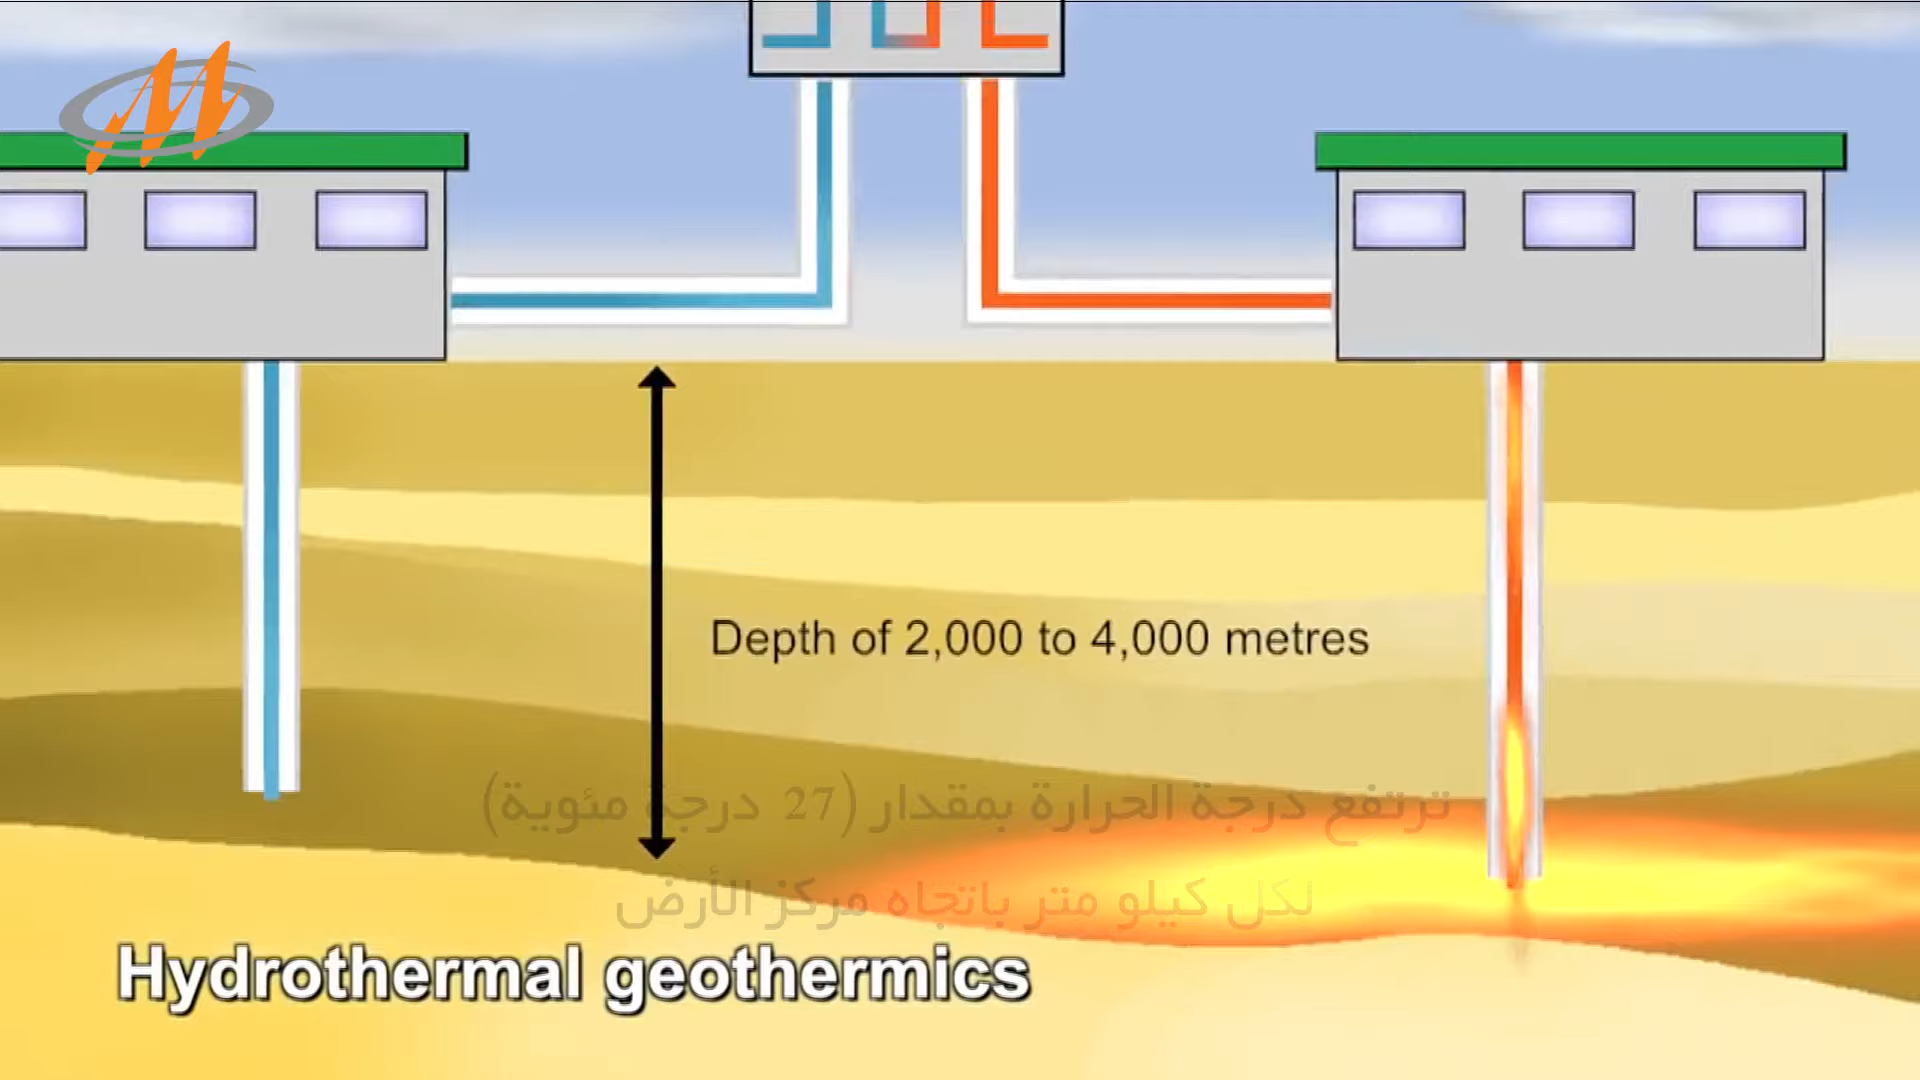 Depth of 2,000 to 4,000 metres
ترتفع درجة الحرارة بمقدار (27 درجة مئوية)
لكل كيلو متر باتجاه مركز الأرض
Hydrothermal geothermics